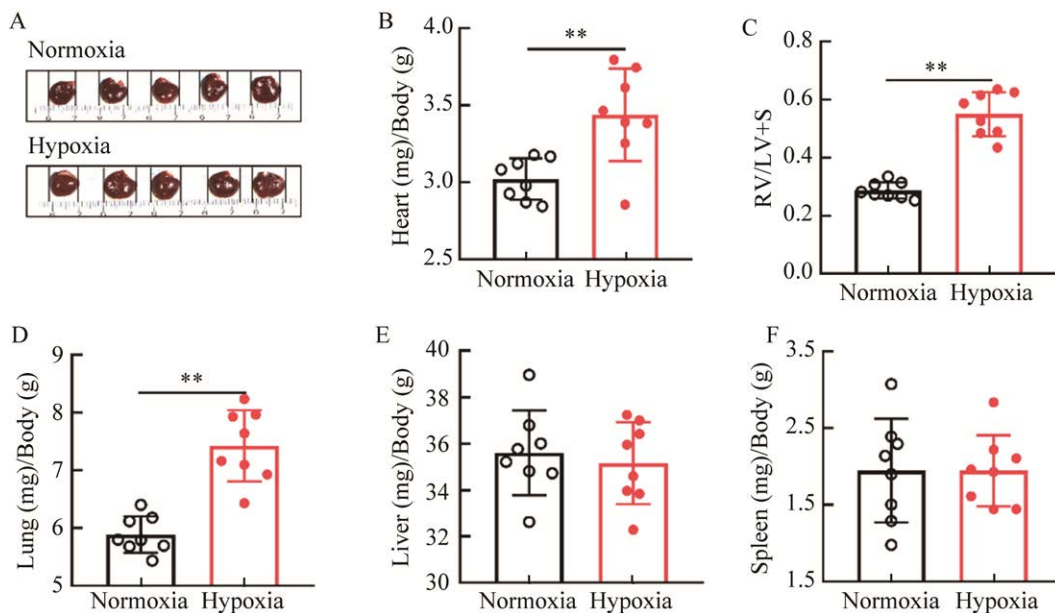 A
Normoxia
Hypoxia
B
**
3.5
3.0
2.5
4.0
Heart (mg)/Body (g)
Normoxia Hypoxia
C
**
0.8
0.6
0.4
0.2
0.0
RV/LV+S
Normoxia Hypoxia
D
**
9
8
7
6
5
Lung (mg)/Body (g)
Normoxia Hypoxia
E
40
38
36
34
32
30
Liver (mg)/Body (g)
Normoxia Hypoxia
F
3.5
2.5
1.5
1.5
Spleen (mg)/Body (g)
Normoxia Hypoxia